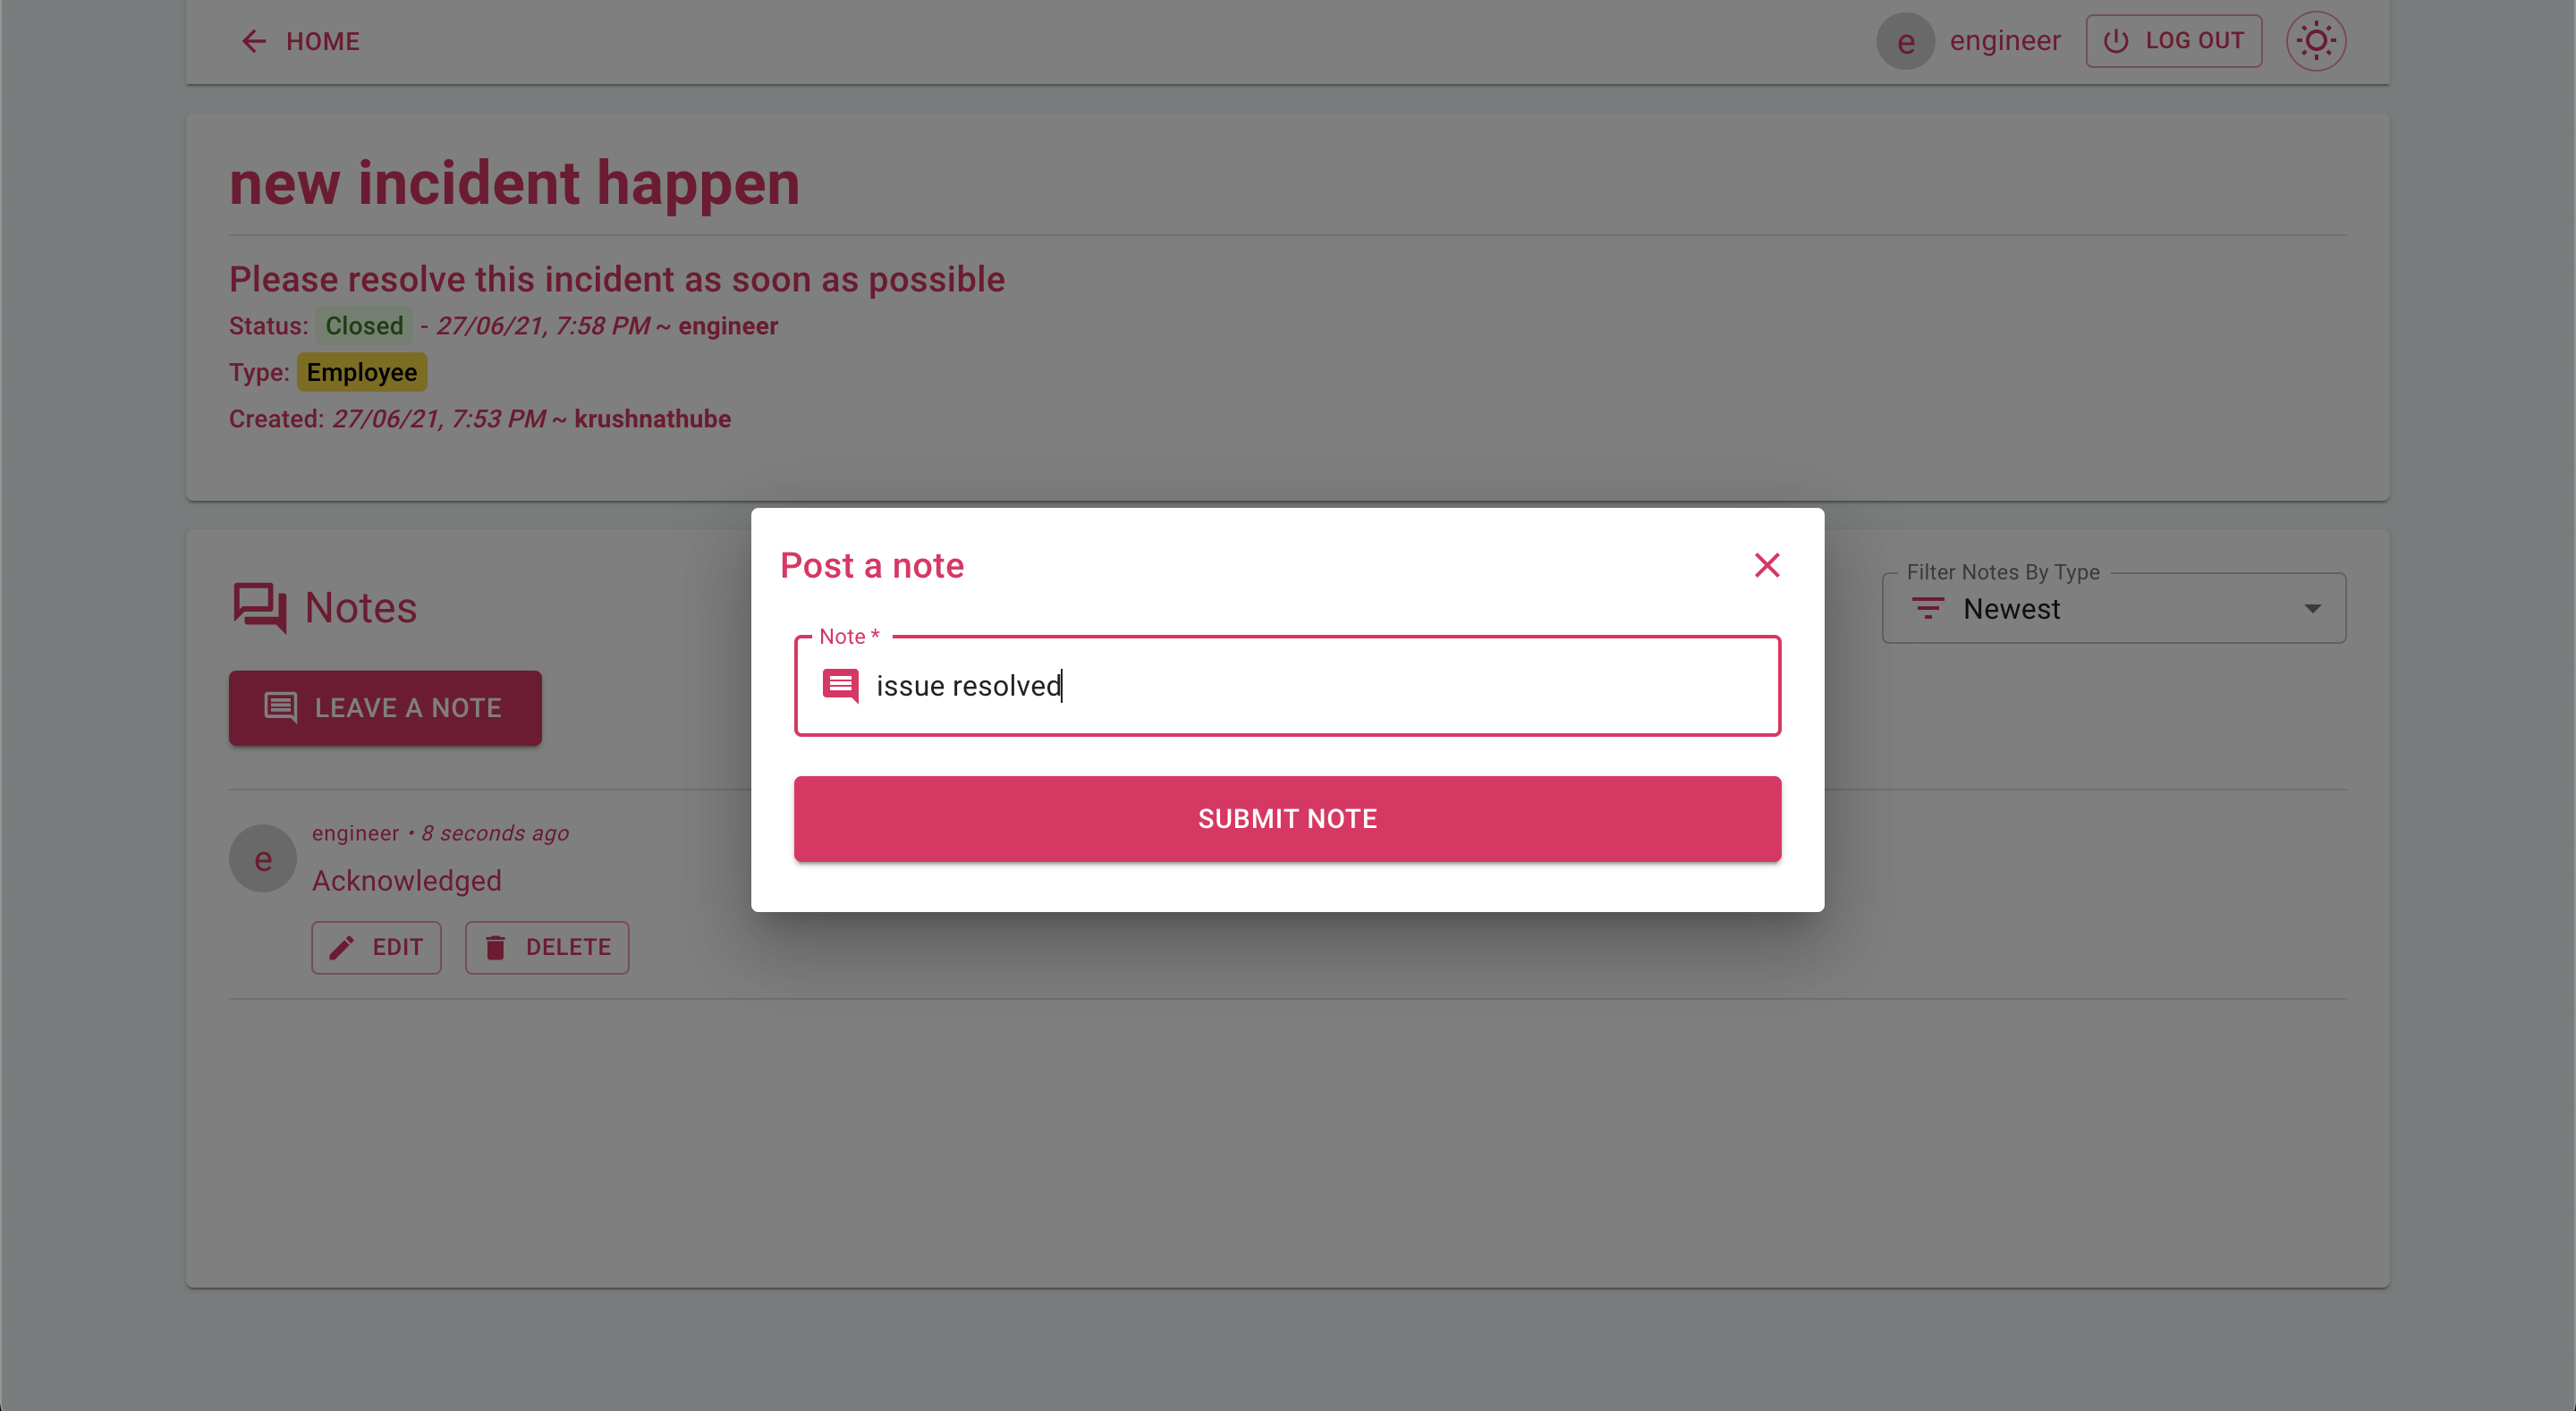 HOME
e engineer LOG OUT
new incident happen
Please resolve this incident as soon as possible
Status: Closed - 27/06/21, 7:58 PM ~ engineer
Type: Employee
Created: 27/06/21, 7:53 PM ~ krushnathube
Post a note
Note *
issue resolved
SUBMIT NOTE
Notes
Filter Notes By Type
Newest
LEAVE A NOTE
e
engineer • 8 seconds ago
Acknowledged
EDIT DELETE